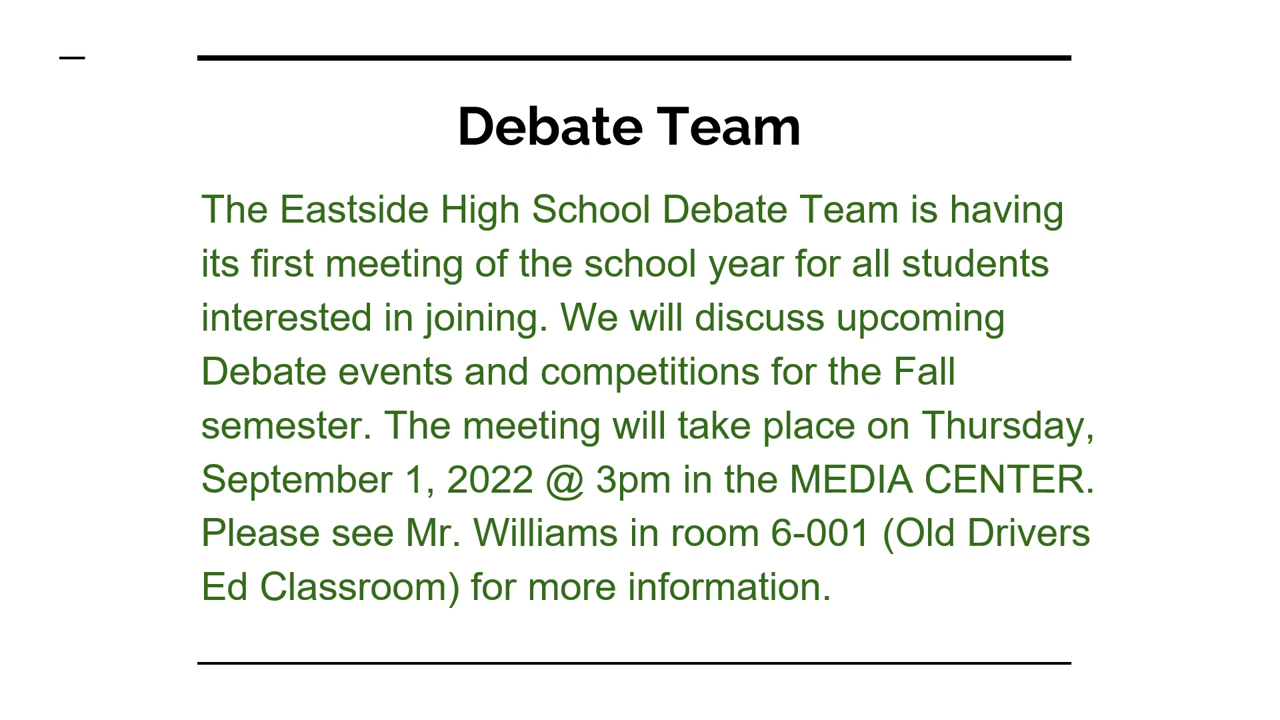 Debate Team
The Eastside High School Debate Team is having
its first meeting of the school year for all students
interested in joining. We will discuss upcoming
Debate events and competitions for the Fall
semester. The meeting will take place on Thursday,
September 1, 2022 @ 3pm in the MEDIA CENTER.
Please see Mr. Williams in room 6-001 (Old Drivers
Ed Classroom) for more information.